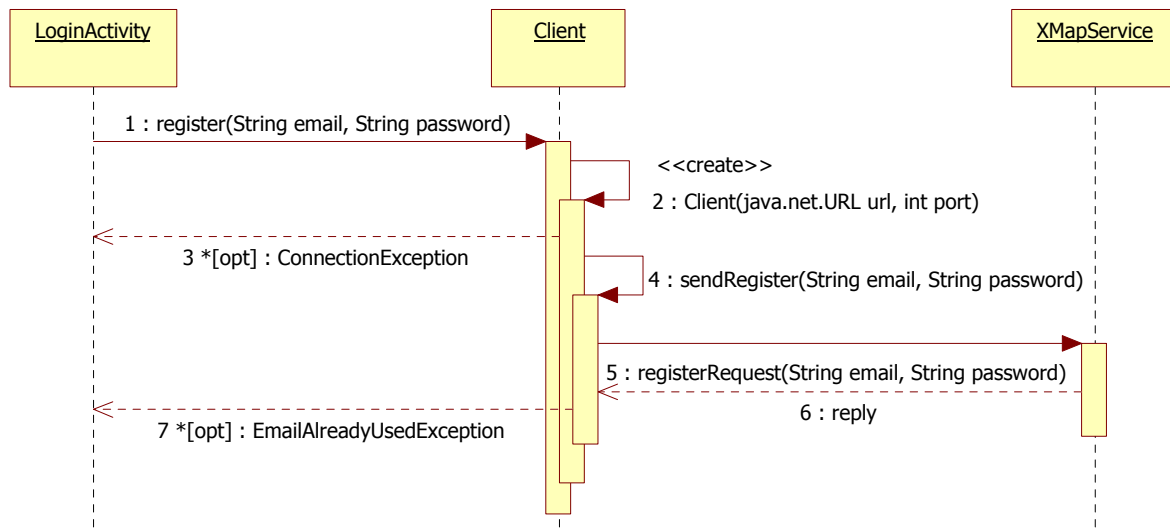 LoginActivity
Client
XMapService
1 : register(String email, String password)
<<create>>
2 : Client(java.net.URL url, int port)
3 *[opt] : ConnectionException
4 : sendRegister(String email, String password)
5 : registerRequest(String email, String password)
6 : reply
7 *[opt] : EmailAlreadyUsedException